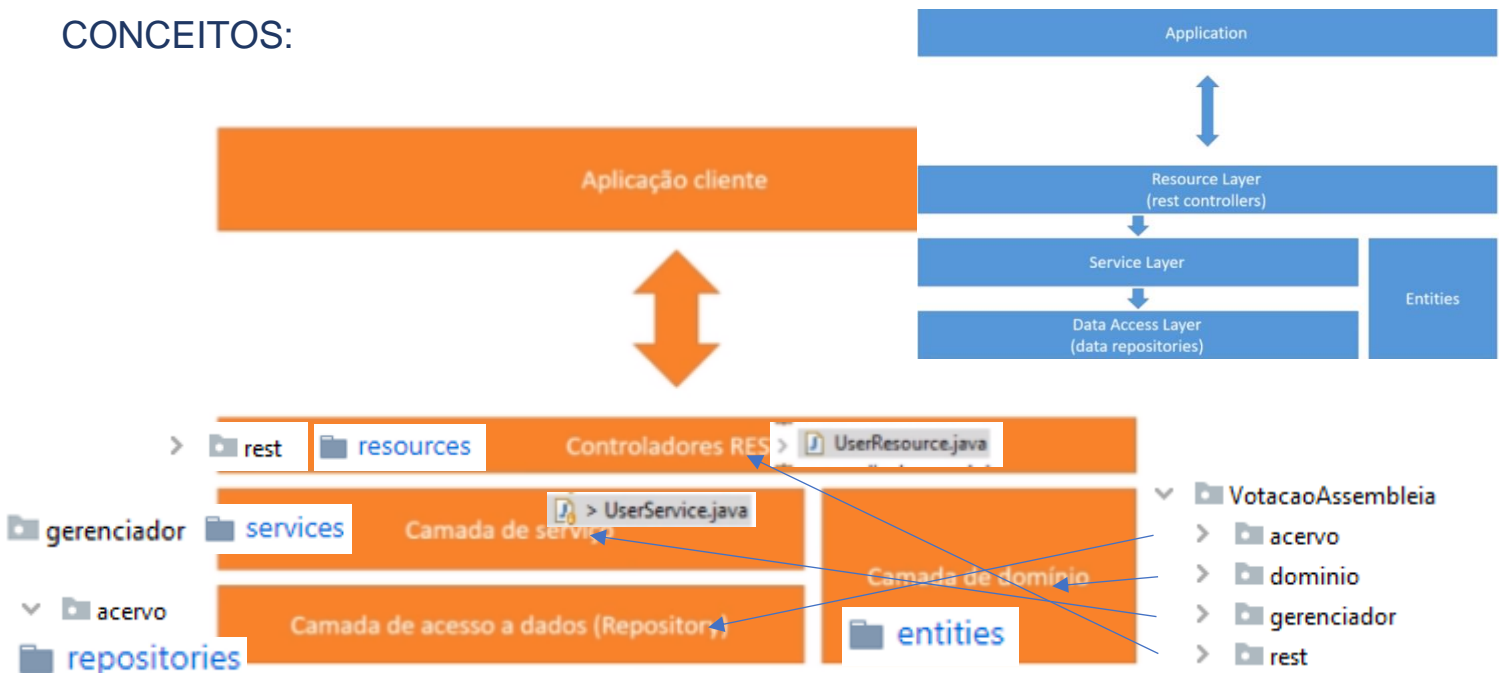 CONCEITOS:
Application
Aplicação cliente
Resource Layer
(rest controllers)
Service Layer
Entities
Data Access Layer
(data repositories)
> rest
resources
Controladores RES
> UserResource.java
gerenciador
services
Camada de serviço
> UserService.java
Camada de domínio
acervo
repositories
Camada de acesso a dados (Repository)
entities
VotacaoAssembleia
> acervo
> dominio
> gerenciador
> rest